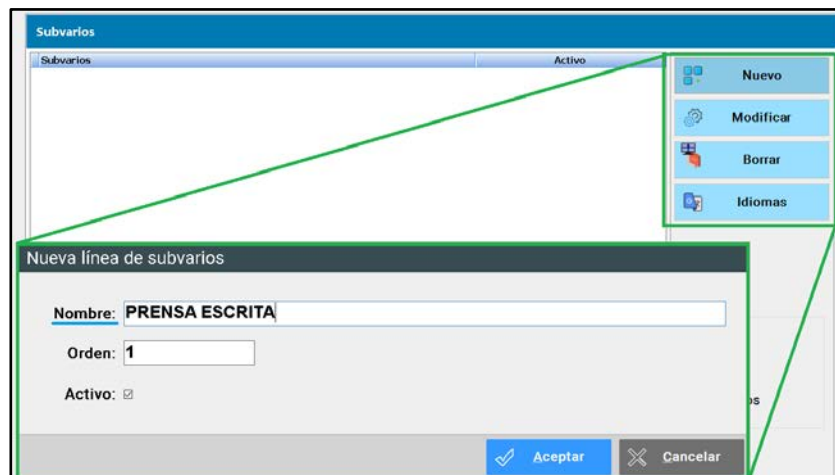 Subvarios
Subvarios Activo
Nuevo
Modificar
Borrar
Idiomas
Nueva línea de subvarios
Nombre: PRENSA ESCRITA
Orden: 1
Activo:
os
Aceptar Cancelar